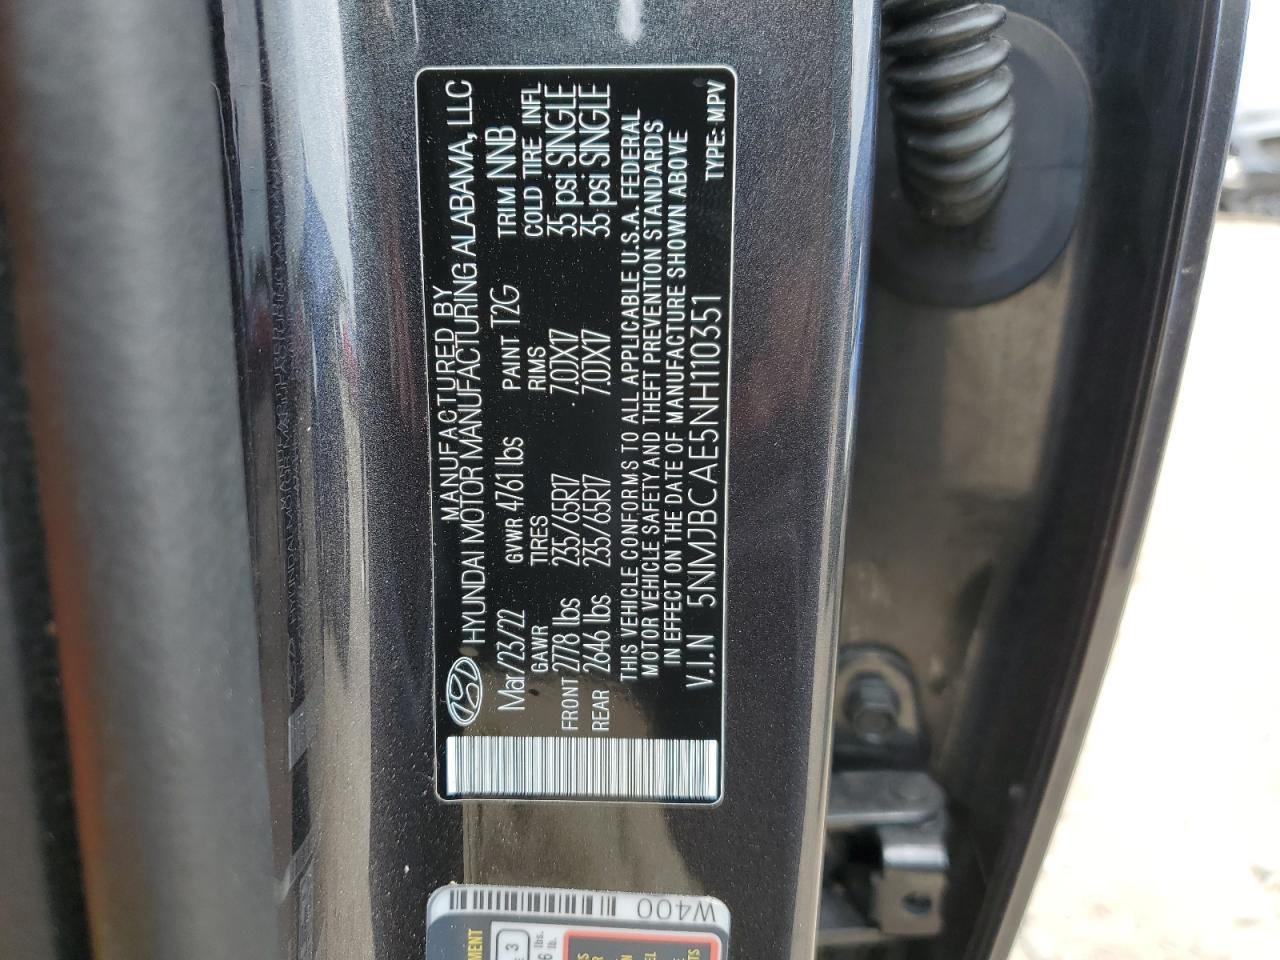 MANUFACTURED BY
HYUNDAI MOTOR MANUFACTURING ALABAMA, LLC
Mar/23/22 GVWR 4761 lbs PAINT T2G TRIM NNB
GAWR TIRES RIMS COLD TIRE INFL
FRONT 2778 lbs 235/65R17 7.0JX17 35 psi SINGLE
REAR 2646 lbs 235/65R17 7.0JX17 35 psi SINGLE
THIS VEHICLE CONFORMS TO ALL APPLICABLE U.S.A. FEDERAL
MOTOR VEHICLE SAFETY AND THEFT PREVENTION STANDARDS
IN EFFECT ON THE DATE OF MANUFACTURE SHOWN ABOVE
V.I.N 5NMJBCAE5NH110351 TYPE: MPV
W400
3
lbs.
lb.